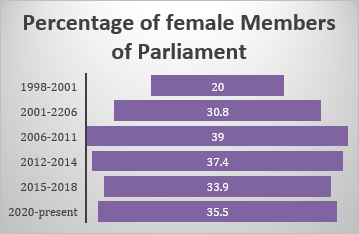 Percentage of female Members
of Parliament
1998-2001 20
2001-2206 30.8
2006-2011 39
2012-2014 37.4
2015-2018 33.9
2020-present 35.5